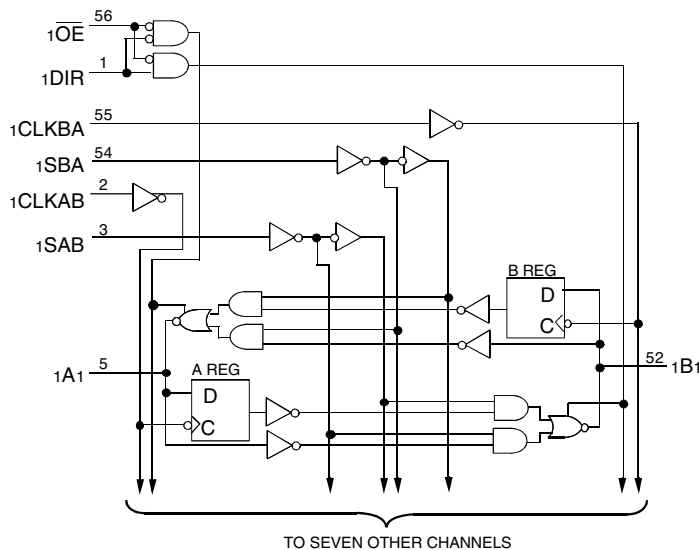 56
1OE
1
1DIR
55
1CLKBA
54
1SBA
2
1CLKAB
3
1SAB
B REG
D
C
5
1A1
52
1B1
A REG
D
C
TO SEVEN OTHER CHANNELS